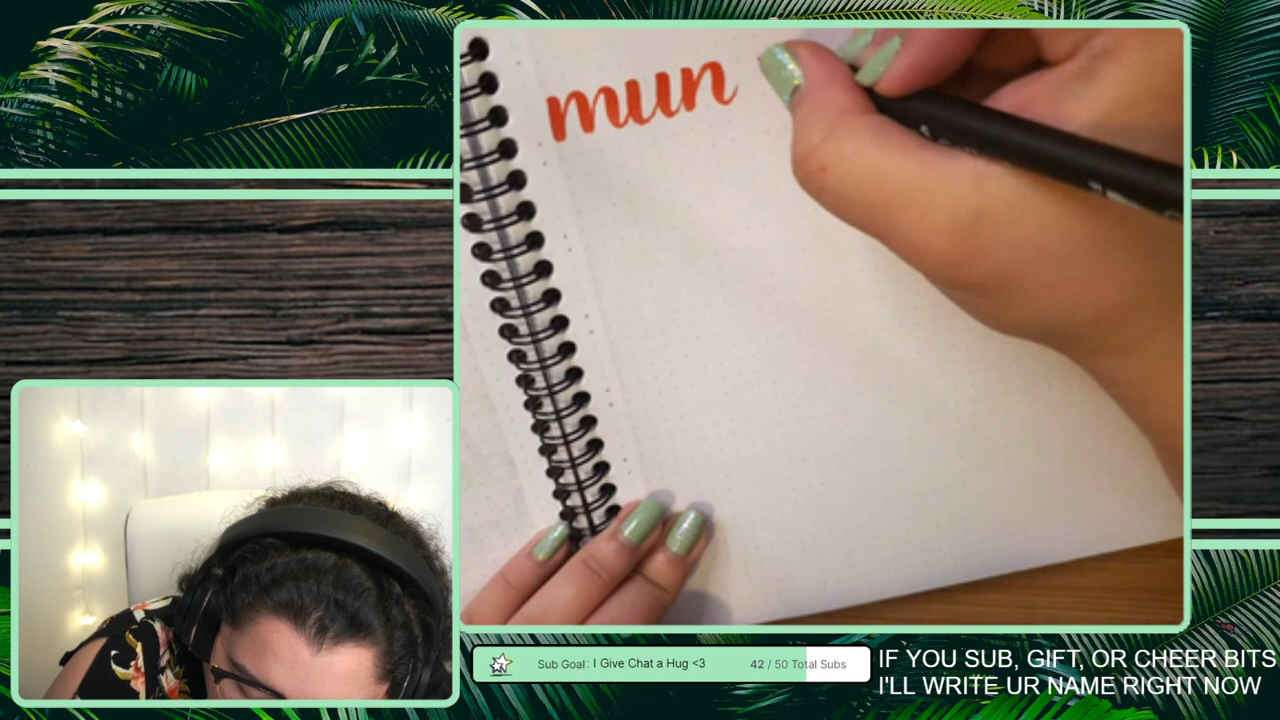 mun
Sub Goal: I Give Chat a Hug <3 42 / 50 Total Subs
IF YOU SUB, GIFT, OR CHEER BITS
I'LL WRITE UR NAME RIGHT NOW